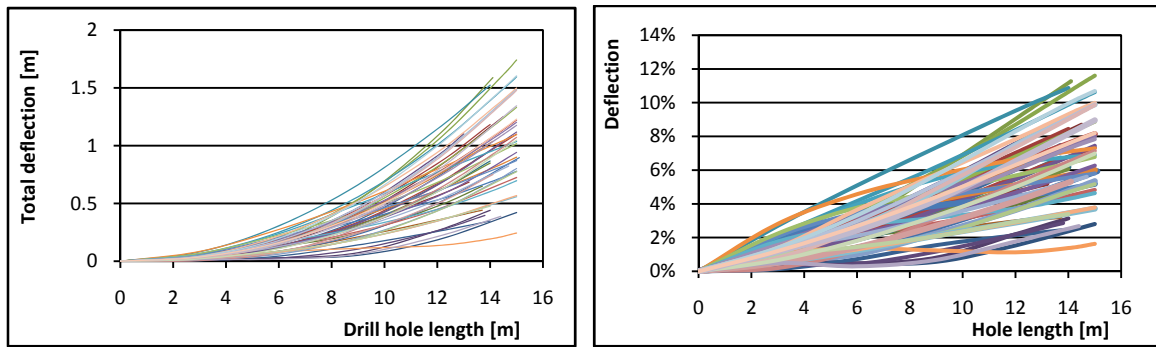 Total deflection [m]
2
1.5
1
0.5
0
0 2 4 6 8 10 12 14 16
Drill hole length [m]
Deflection
14%
12%
10%
8%
6%
4%
2%
0%
0 2 4 6 8 10 12 14 16
Hole length [m]